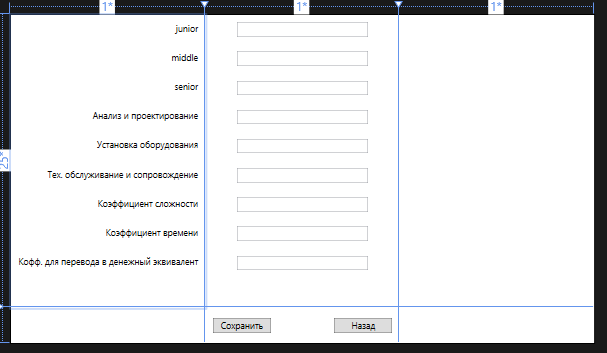 1* 1* 1*
25*
junior
middle
senior
Анализ и проектирование
Установка оборудования
Тех. обслуживание и сопровождение
Коэффициент сложности
Коэффициент времени
Кофф. для перевода в денежный эквивалент
Сохранить Назад